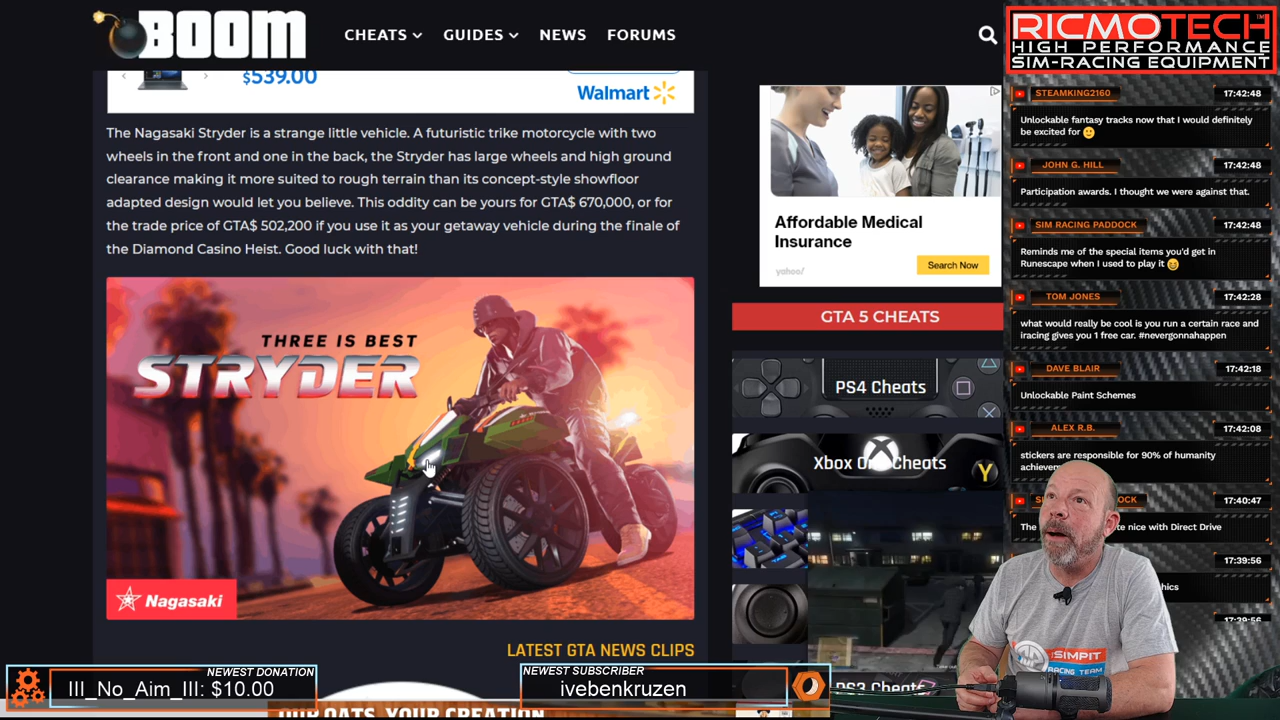 BOOM
CHEATS
GUIDES
NEWS
FORUMS
$539.00
Walmart
The Nagasaki Stryder is a strange little vehicle. A futuristic trike motorcycle with two
wheels in the front and one in the back, the Stryder has large wheels and high ground
clearance making it more suited to rough terrain than its concept-style showfloor
adapted design would let you believe. This oddity can be yours for GTA$ 670,000, or for
the trade price of GTA$ 502,200 if you use it as your getaway vehicle during the finale of
the Diamond Casino Heist. Good luck with that!
THREE IS BEST
STRYDER
Nagasaki
LATEST GTA NEWS CLIPS
Affordable Medical
Insurance
yahoo!
Search Now
GTA 5 CHEATS
PS4 Cheats
Xbox One Cheats
Y
PS3 Cheats
RICMOTECH
HIGH PERFORMANCE
SIM-RACING EQUIPMENT
STEAMKING2160 17:42:48
Unlockable fantasy tracks now that I would definitely
be excited for
JOHN G. HILL 17:42:48
Participation awards. I thought we were against that.
SIM RACING PADDOCK 17:42:48
Reminds me of the special items you'd get in
Runescape when I used to play it
TOM JONES 17:42:28
what would really be cool is you run a certain race and
iracing gives you 1 free car. #nevergonnahappen
DAVE BLAIR 17:42:18
Unlockable Paint Schemes
ALEX R.B. 17:42:08
stickers are responsible for 90% of humanity
17:40:47
The
nice with Direct Drive
17:39:56
17:39:56
SIMPIT
RACING TEAM
NEWEST DONATION
III_No_Aim_III: $10.00
NEWEST SUBSCRIBER
ivebenkruzen
OUR OATS, YOUR CREATION